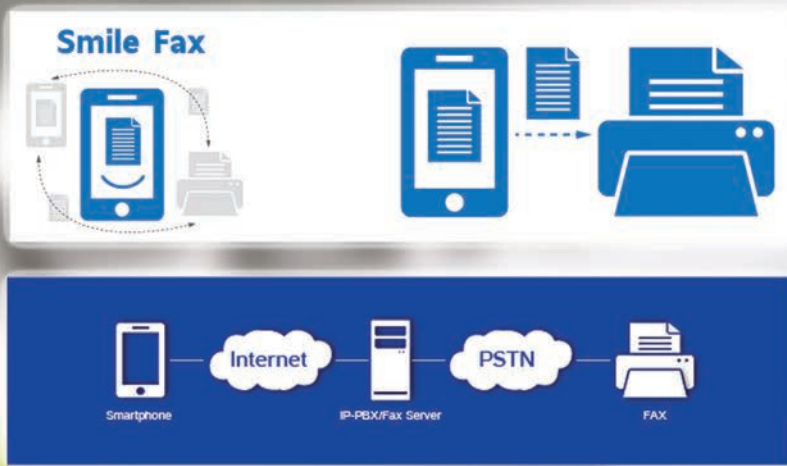 Smile Fax
Internet
PSTN
Smartphone
IP-PBX/Fax Server
FAX